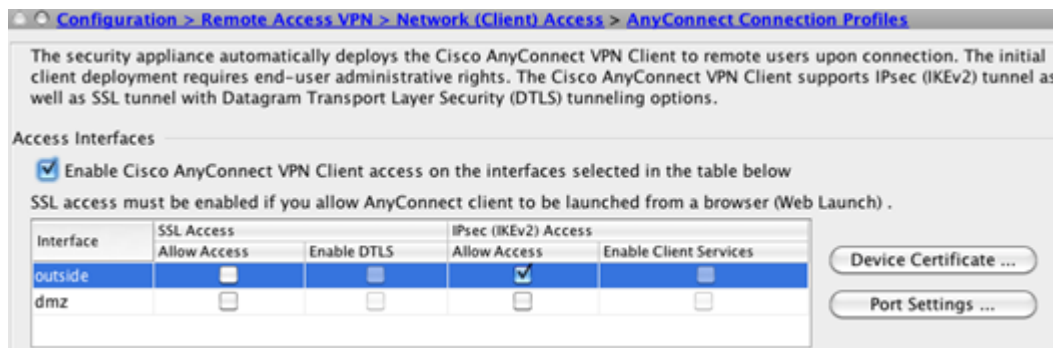 Configuration > Remote Access VPN > Network (Client) Access > AnyConnect Connection Profiles
The security appliance automatically deploys the Cisco AnyConnect VPN Client to remote users upon connection. The initial
client deployment requires end-user administrative rights. The Cisco AnyConnect VPN Client supports IPsec (IKEv2) tunnel as
well as SSL tunnel with Datagram Transport Layer Security (DTLS) tunneling options.
Access Interfaces
Enable Cisco AnyConnect VPN Client access on the interfaces selected in the table below
SSL access must be enabled if you allow AnyConnect client to be launched from a browser (Web Launch) .
Interface SSL Access IPsec (IKEv2) Access
Allow Access Enable DTLS Allow Access Enable Client Services
outside
dmz
Device Certificate ...
Port Settings ...